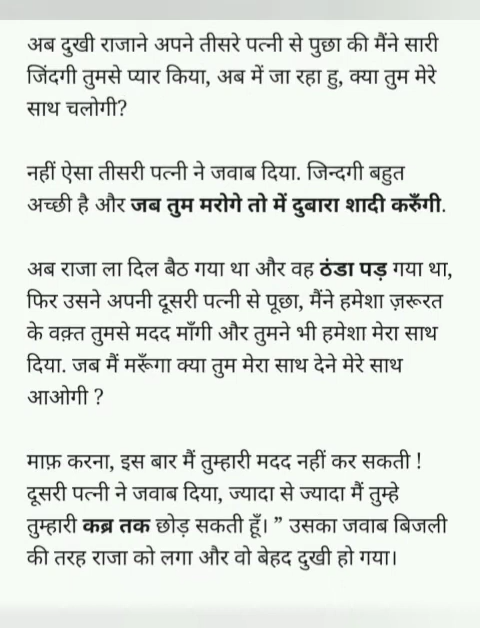 अब दुखी राजाने अपने तीसरे पत्नी से पुछा की मैंने सारी
जिंदगी तुमसे प्यार किया, अब में जा रहा हु, क्या तुम मेरे
साथ चलोगी?
नहीं ऐसा तीसरी पत्नी ने जवाब दिया. जिन्दगी बहुत
अच्छी है और जब तुम मरोगे तो में दुबारा शादी करुँगी.
अब राजा ला दिल बैठ गया था और वह ठंडा पड़ गया था,
फिर उसने अपनी दूसरी पत्नी से पूछा, मैंने हमेशा ज़रूरत
के वक़्त तुमसे मदद माँगी और तुमने भी हमेशा मेरा साथ
दिया. जब मैं मरूँगा क्या तुम मेरा साथ देने मेरे साथ
आओगी ?
माफ़ करना, इस बार मैं तुम्हारी मदद नहीं कर सकती !
दूसरी पत्नी ने जवाब दिया, ज्यादा से ज्यादा मैं तुम्हे
तुम्हारी कब्र तक छोड़ सकती हूँ। ” उसका जवाब बिजली
की तरह राजा को लगा और वो बेहद दुखी हो गया।